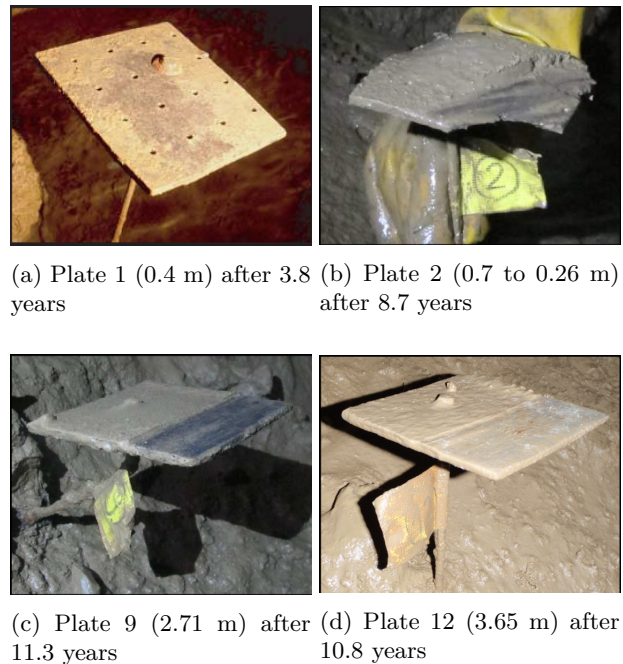 (a) Plate 1 (0.4 m) after 3.8
years
②
(b) Plate 2 (0.7 to 0.26 m)
after 8.7 years
(c) Plate 9 (2.71 m) after
11.3 years
(d) Plate 12 (3.65 m) after
10.8 years